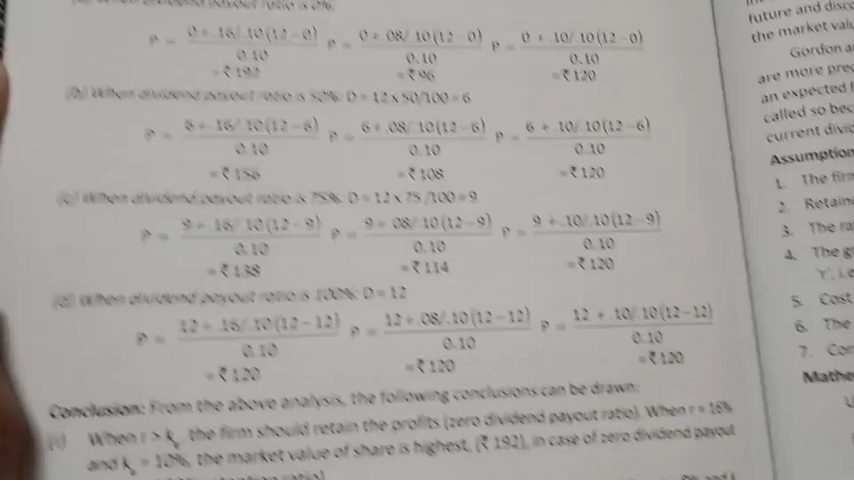 (a) When dividend payout ratio is 0%:
P = 0 + .16/.10(12-0) / 0.10 P = 0 + .08/.10(12-0) / 0.10 P = 0 + .10/.10(12-0) / 0.10
= ₹192 = ₹96 = ₹120
(b) When dividend payout ratio is 50%: D = 12 x 50/100 = 6
P = 6 + .16/.10(12-6) / 0.10 P = 6 + .08/.10(12-6) / 0.10 P = 6 + .10/.10(12-6) / 0.10
= ₹156 = ₹108 = ₹120
(c) When dividend payout ratio is 75%: D = 12 x 75/100 = 9
P = 9 + .16/.10(12-9) / 0.10 P = 9 + .08/.10(12-9) / 0.10 P = 9 + .10/.10(12-9) / 0.10
= ₹138 = ₹114 = ₹120
(d) When dividend payout ratio is 100%: D = 12
P = 12 + .16/.10(12-12) / 0.10 P = 12 + .08/.10(12-12) / 0.10 P = 12 + .10/.10(12-12) / 0.10
= ₹120 = ₹120 = ₹120
Conclusion: From the above analysis, the following conclusions can be drawn:
(i) When r > kₑ, the firm should retain the profits (zero dividend payout ratio). When r = 16%
and kₑ = 10%, the market value of share is highest, (₹192), in case of zero dividend payout
ratio)
future and
the market
Gordon
are more
an expected
called so
current
Assumption
1. The
2.
3. The
4. The
'r', i.e
5. Cost
6. The
7.